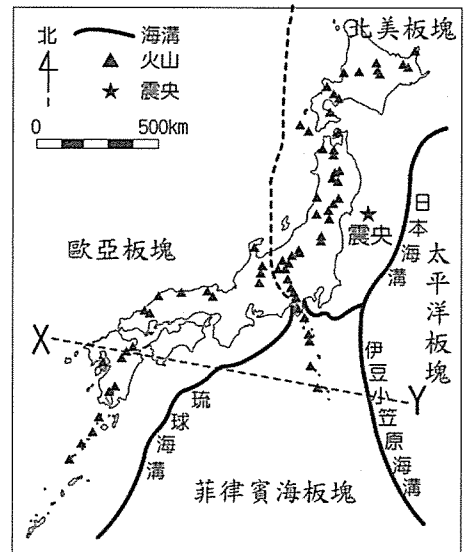 北
海溝
火山
震央
0 500km
北美板塊
歐亞板塊
震央
日本海溝
太平洋板塊
X
Y
琉球海溝
伊豆小笠原海溝
菲律賓海板塊